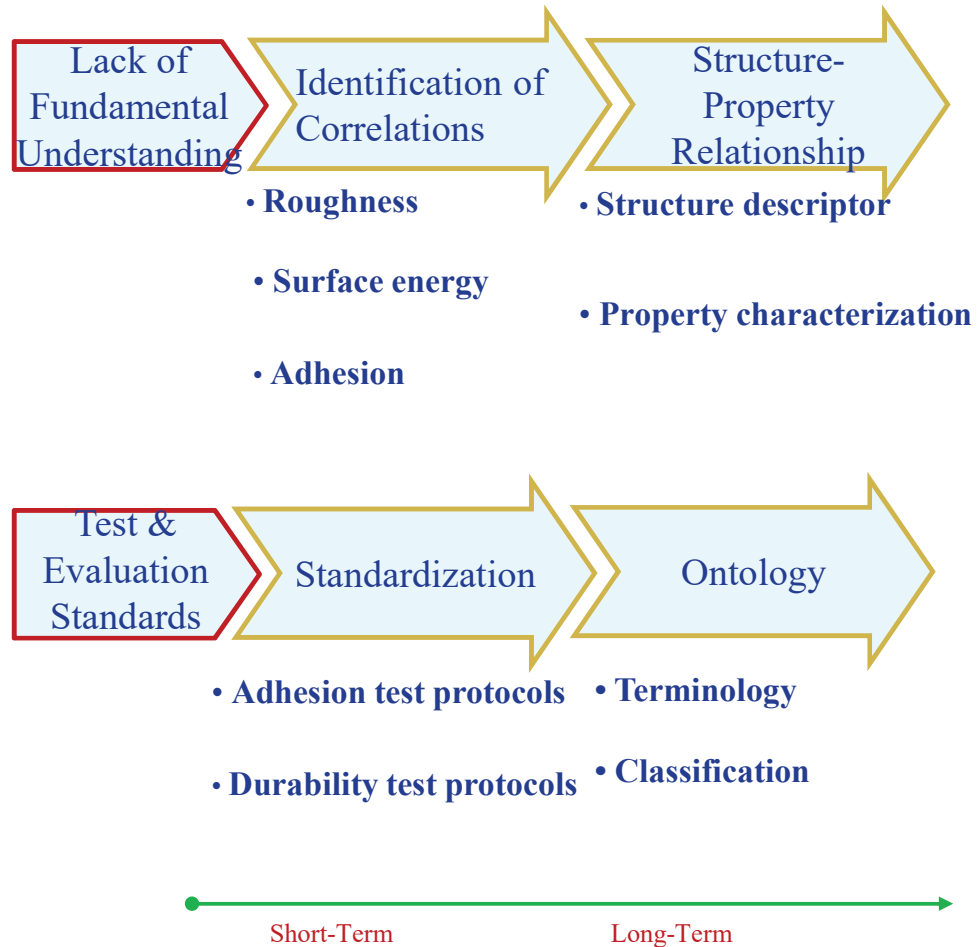 Lack of
Fundamental
Understanding
Identification of
Correlations
Structure-
Property
Relationship
• Roughness
• Surface energy
• Adhesion
• Structure descriptor
• Property characterization
Test &
Evaluation
Standards
Standardization
Ontology
• Adhesion test protocols
• Durability test protocols
• Terminology
• Classification
Short-Term
Long-Term